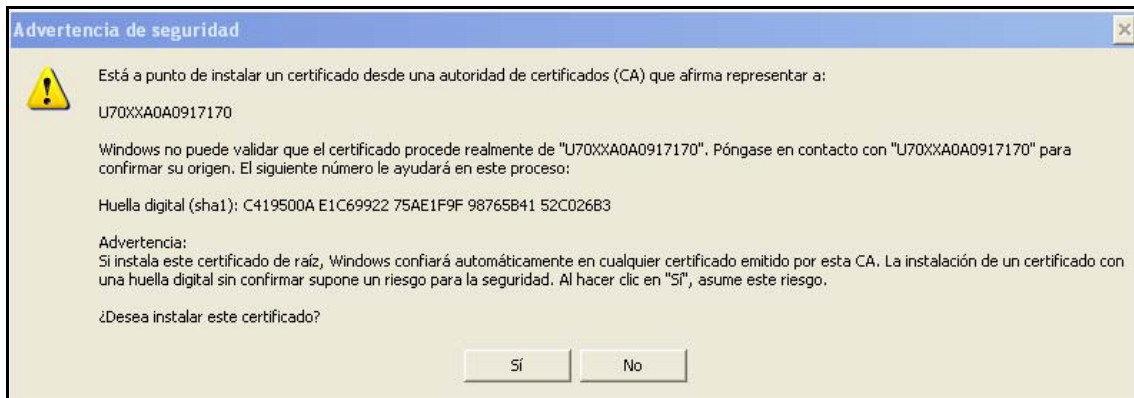 Advertencia de seguridad
Está a punto de instalar un certificado desde una autoridad de certificados (CA) que afirma representar a:
U70XXA0A0917170
Windows no puede validar que el certificado procede realmente de "U70XXA0A0917170". Póngase en contacto con "U70XXA0A0917170" para
confirmar su origen. El siguiente número le ayudará en este proceso:
Huella digital (sha1): C419500A E1C69922 75AE1F9F 98765B41 52C026B3
Advertencia:
Si instala este certificado de raíz, Windows confiará automáticamente en cualquier certificado emitido por esta CA. La instalación de un certificado con
una huella digital sin confirmar supone un riesgo para la seguridad. Al hacer clic en "Sí", asume este riesgo.
¿Desea instalar este certificado?
Sí No